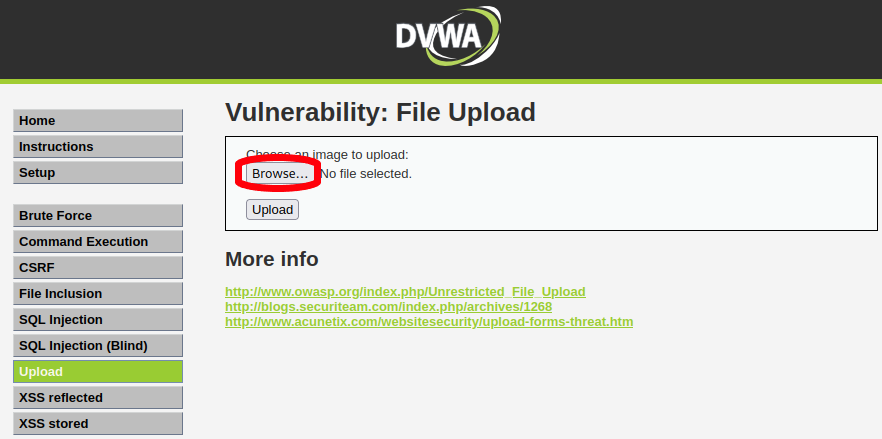 DVWA
Home
Instructions
Setup
Brute Force
Command Execution
CSRF
File Inclusion
SQL Injection
SQL Injection (Blind)
Upload
XSS reflected
XSS stored
Vulnerability: File Upload
Choose an image to upload:
Browse... No file selected.
Upload
More info
http://www.owasp.org/index.php/Unrestricted_File_Upload
http://blogs.securiteam.com/index.php/archives/1268
http://www.acunetix.com/websitesecurity/upload-forms-threat.htm